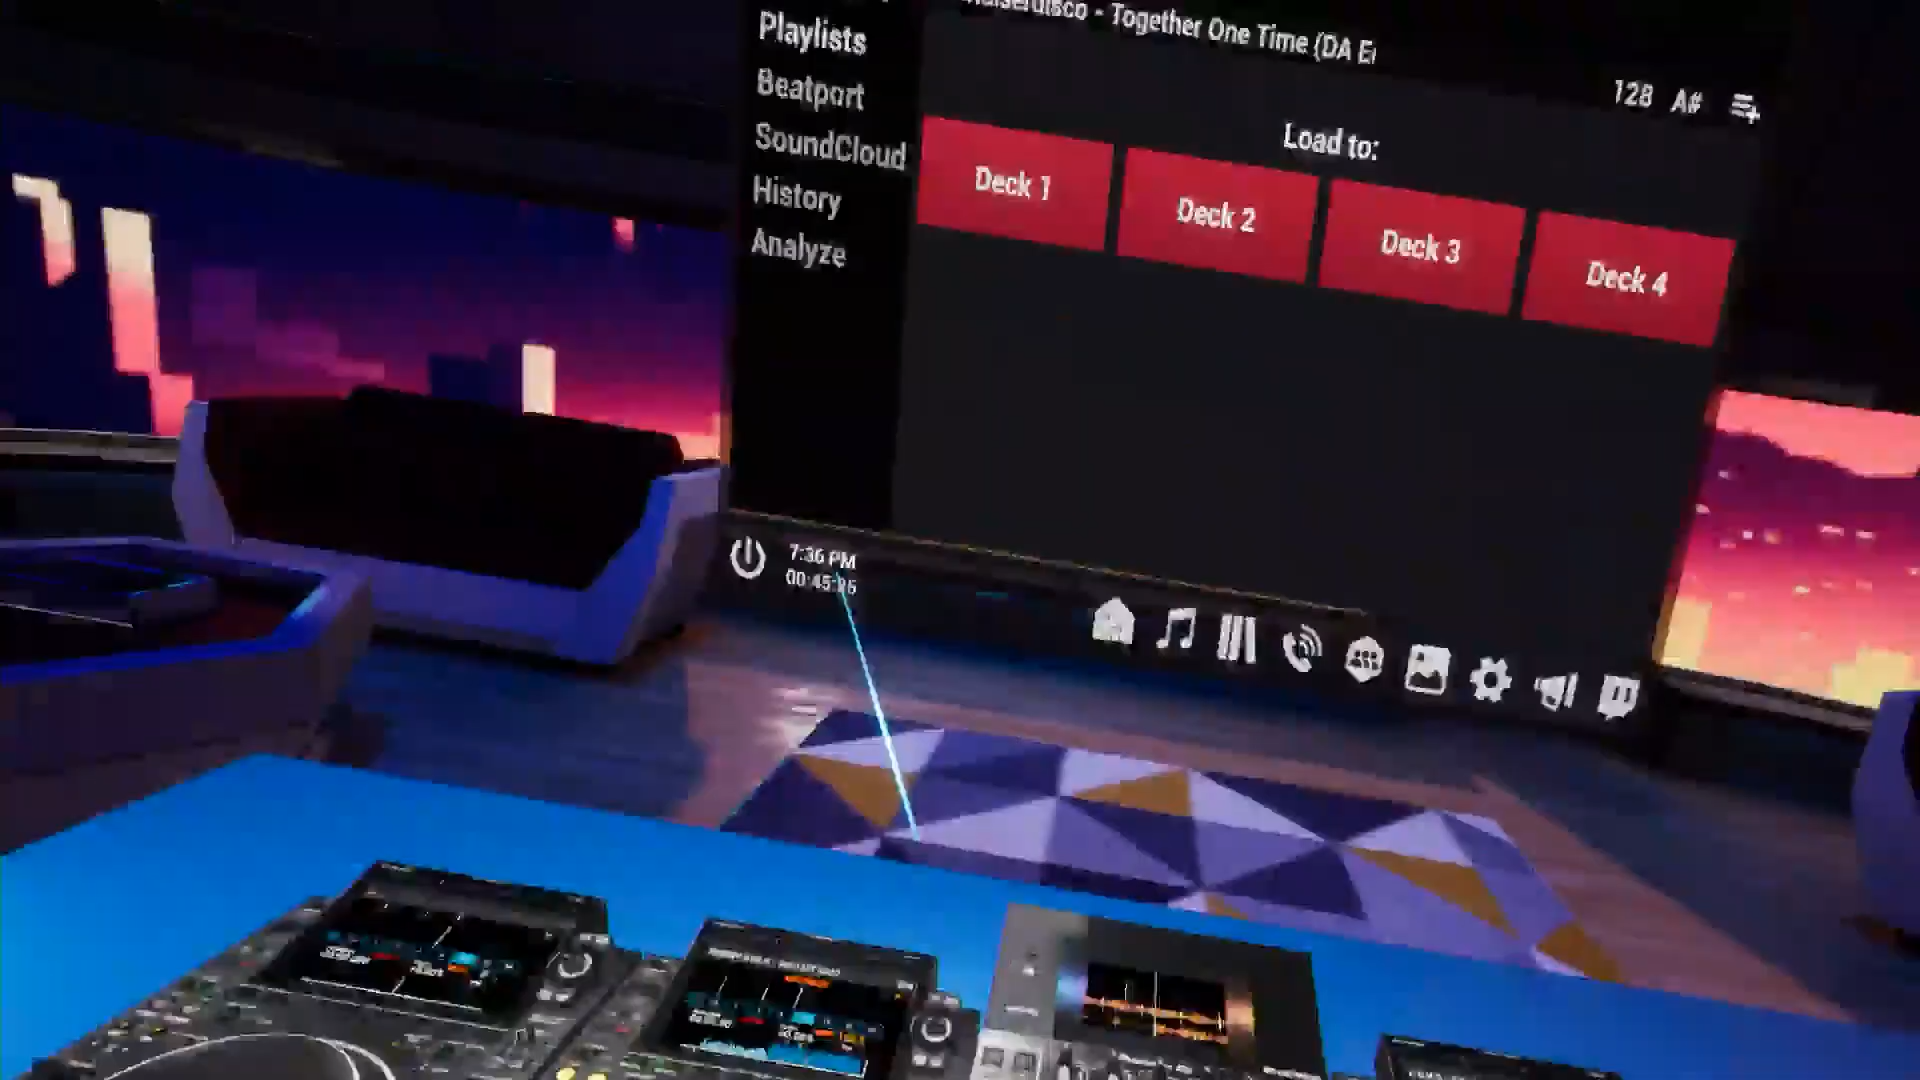 Playlists
Beatport
SoundCloud
History
Analyze
- Together One Time (DA
128 A#
Load to:
Deck 1
Deck 2
Deck 3
Deck 4
7:36 PM